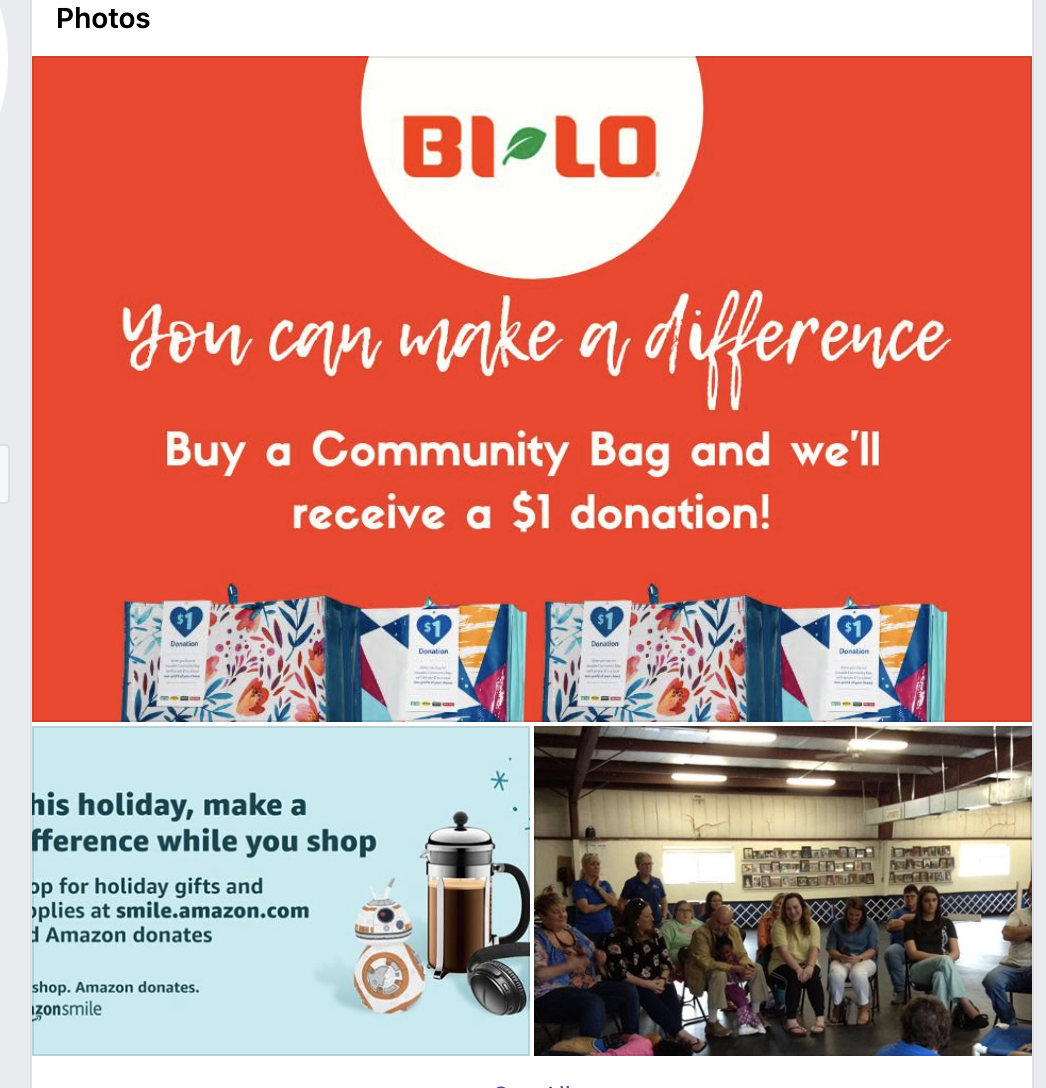 Photos
BI-LO
You can make a difference
Buy a Community Bag and we'll
receive a $1 donation!
$1
Donation
$1
Donation
$1
Donation
$1
Donation
his holiday, make a
fference while you shop
op for holiday gifts and
pplies at smile.amazon.com
d Amazon donates
shop. Amazon donates.
azonsmile